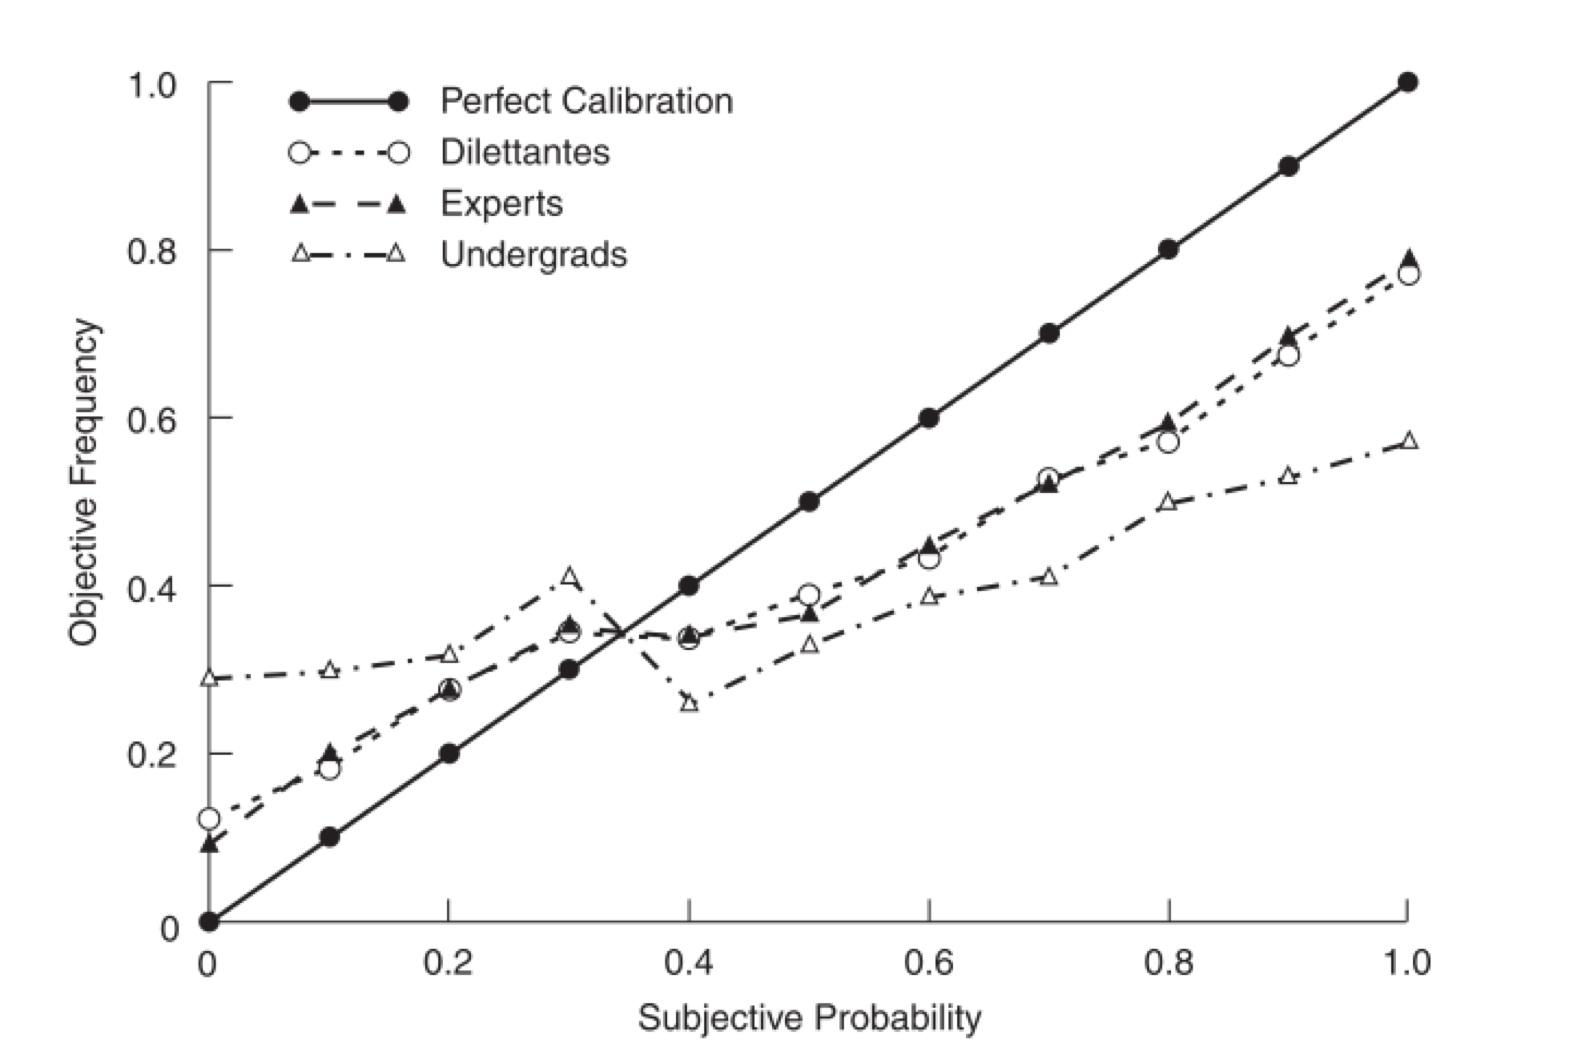 1.0
Perfect Calibration
Dilettantes
Experts
Undergrads
0.8
0.6
0.4
0.2
0
Objective Frequency
0 0.2 0.4 0.6 0.8 1.0
Subjective Probability